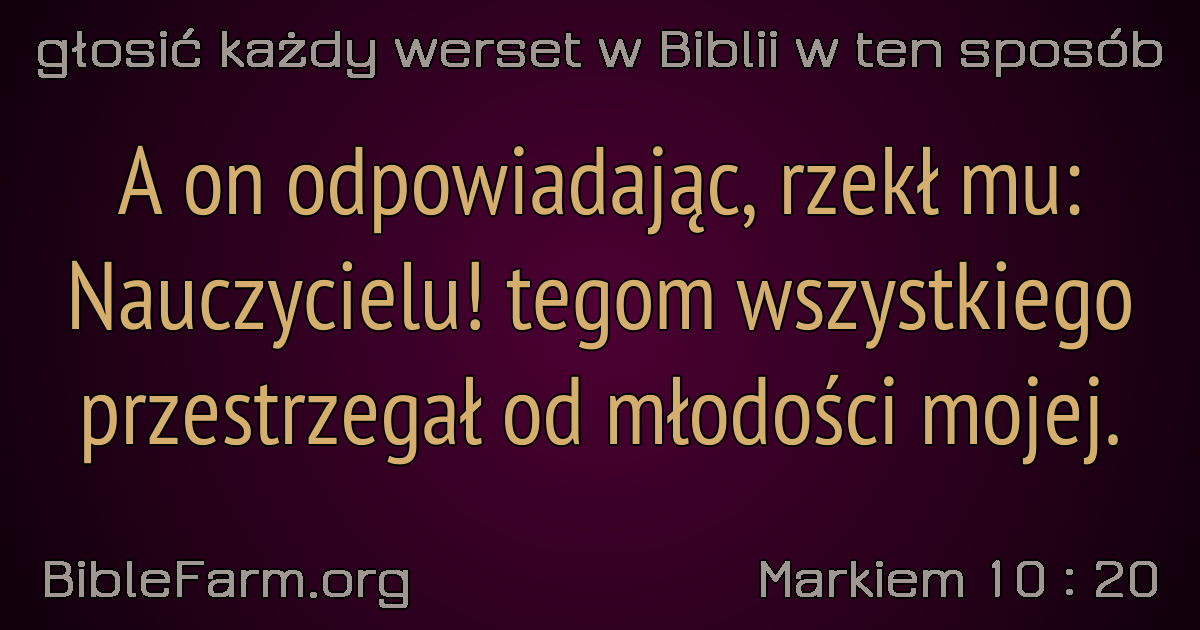 głosić każdy werset w Biblii w ten sposób
A on odpowiadając, rzekł mu:
Nauczycielu! tegom wszystkiego
przestrzegał od młodości mojej.
BibleFarm.org
Markiem 10 : 20